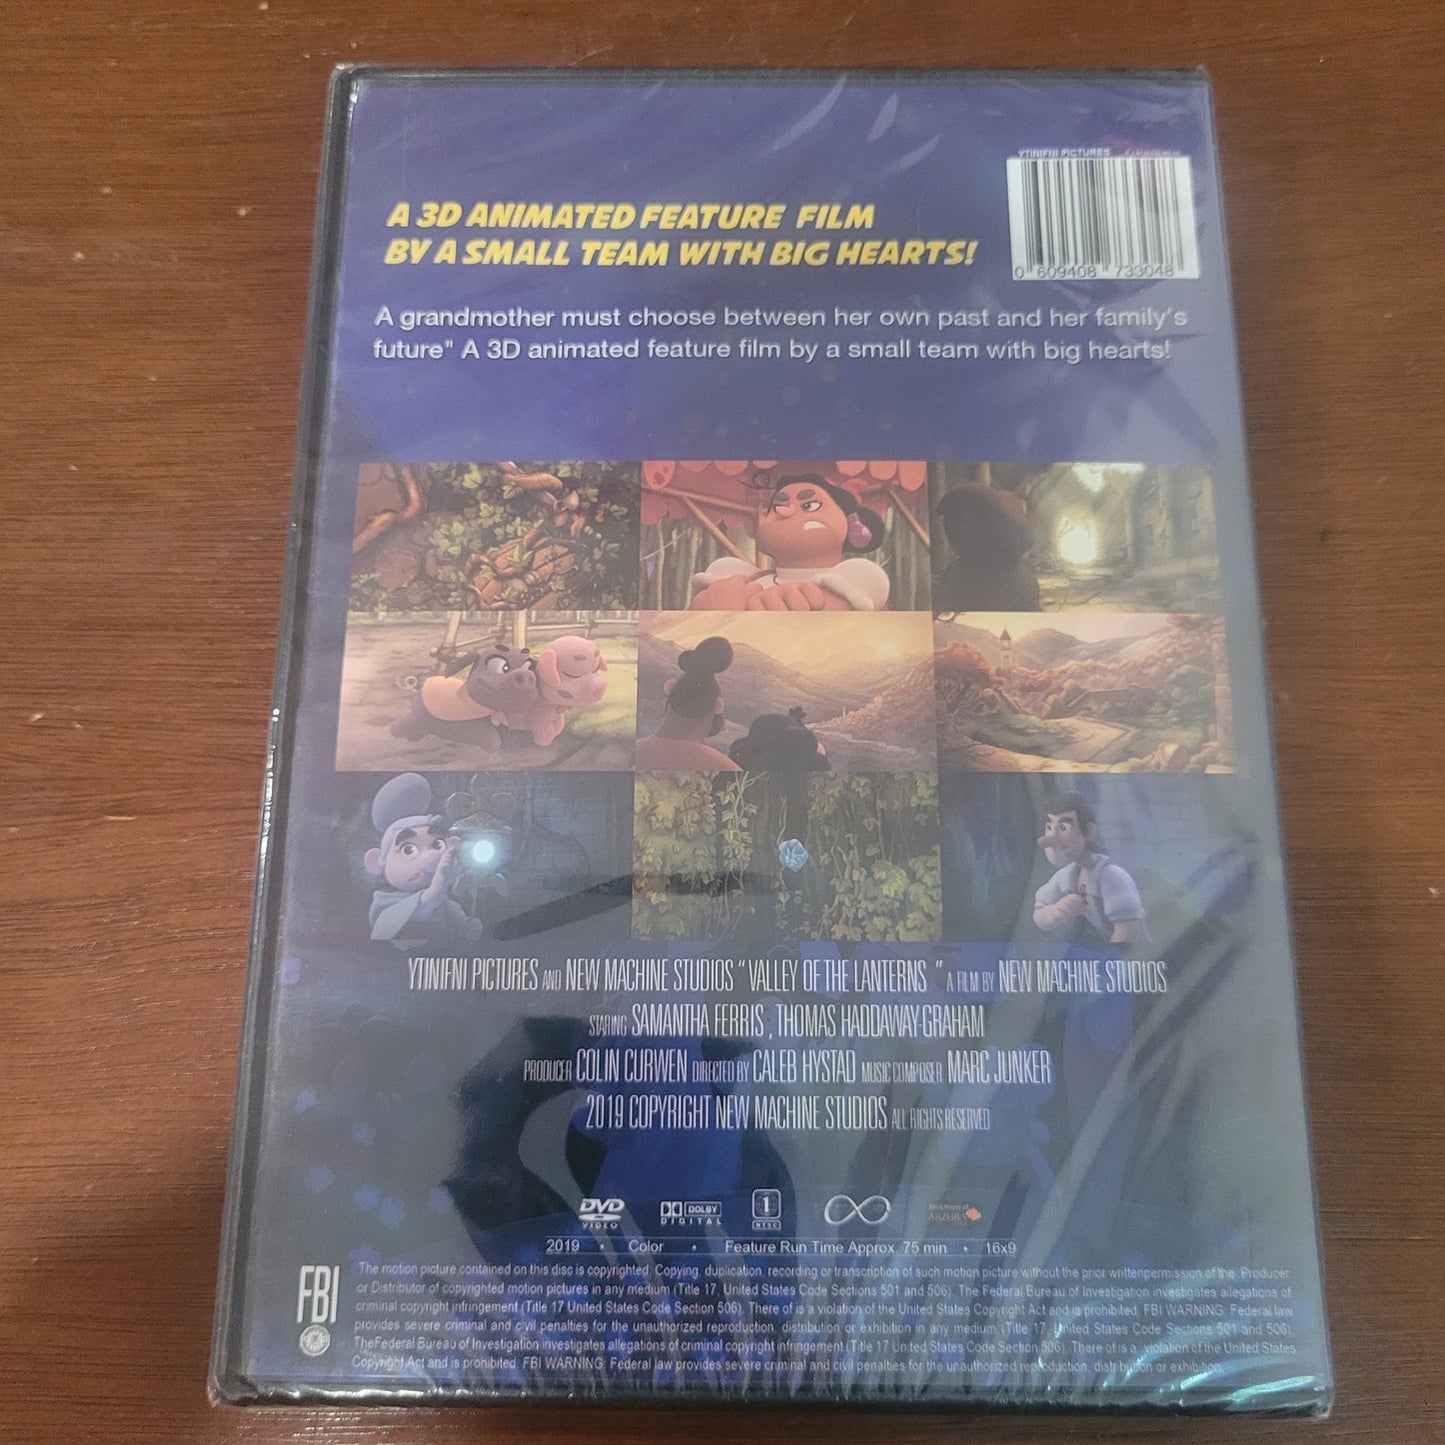 YTINIFNI PICTURES
0 609408 733048
A 3D ANIMATED FEATURE FILM
BY A SMALL TEAM WITH BIG HEARTS!
A grandmother must choose between her own past and her family's
future" A 3D animated feature film by a small team with big hearts!
YTINIFNI PICTURES AND NEW MACHINE STUDIOS "VALLEY OF THE LANTERNS " A FILM BY NEW MACHINE STUDIOS
STARING SAMANTHA FERRIS, THOMAS HADDAWAY-GRAHAM
PRODUCER COLIN CURWEN DIRECTED BY CALEB HYSTAD MUSIC COMPOSER MARC JUNKER
2019 COPYRIGHT NEW MACHINE STUDIOS ALL RIGHTS RESERVED
DVD VIDEO DOLBY DIGITAL 1 NTSC AIZURA
2019 • Color • Feature Run Time Approx 75 min • 16x9
FBI
The motion picture contained on this disc is copyrighted. Copying, duplication, recording or transcription of such motion picture without the prior writtenpermission of the Producer
or Distributor of copyrighted motion pictures in any medium (Title 17, United States Code Sections 501 and 506). The Federal Bureau of Investigation investigates allegations of
criminal copyright infringement (Title 17 United States Code Section 506). There of is a violation of the United States Copyright Act and is prohibited. FBI WARNING: Federal law
provides severe criminal and civil penalties for the unauthorized reproduction, distribution or exhibition in any medium (Title 17, United States Code Sections 501 and 506).
TheFederal Bureau of Investigation investigates allegations of criminal copyright infringement (Title 17 United States Code Section 506). There of is a violation of the United States
Copyright Act and is prohibited. FBI WARNING: Federal law provides severe criminal and civil penalties for the unauthorized reproduction, distribution or exhibition.